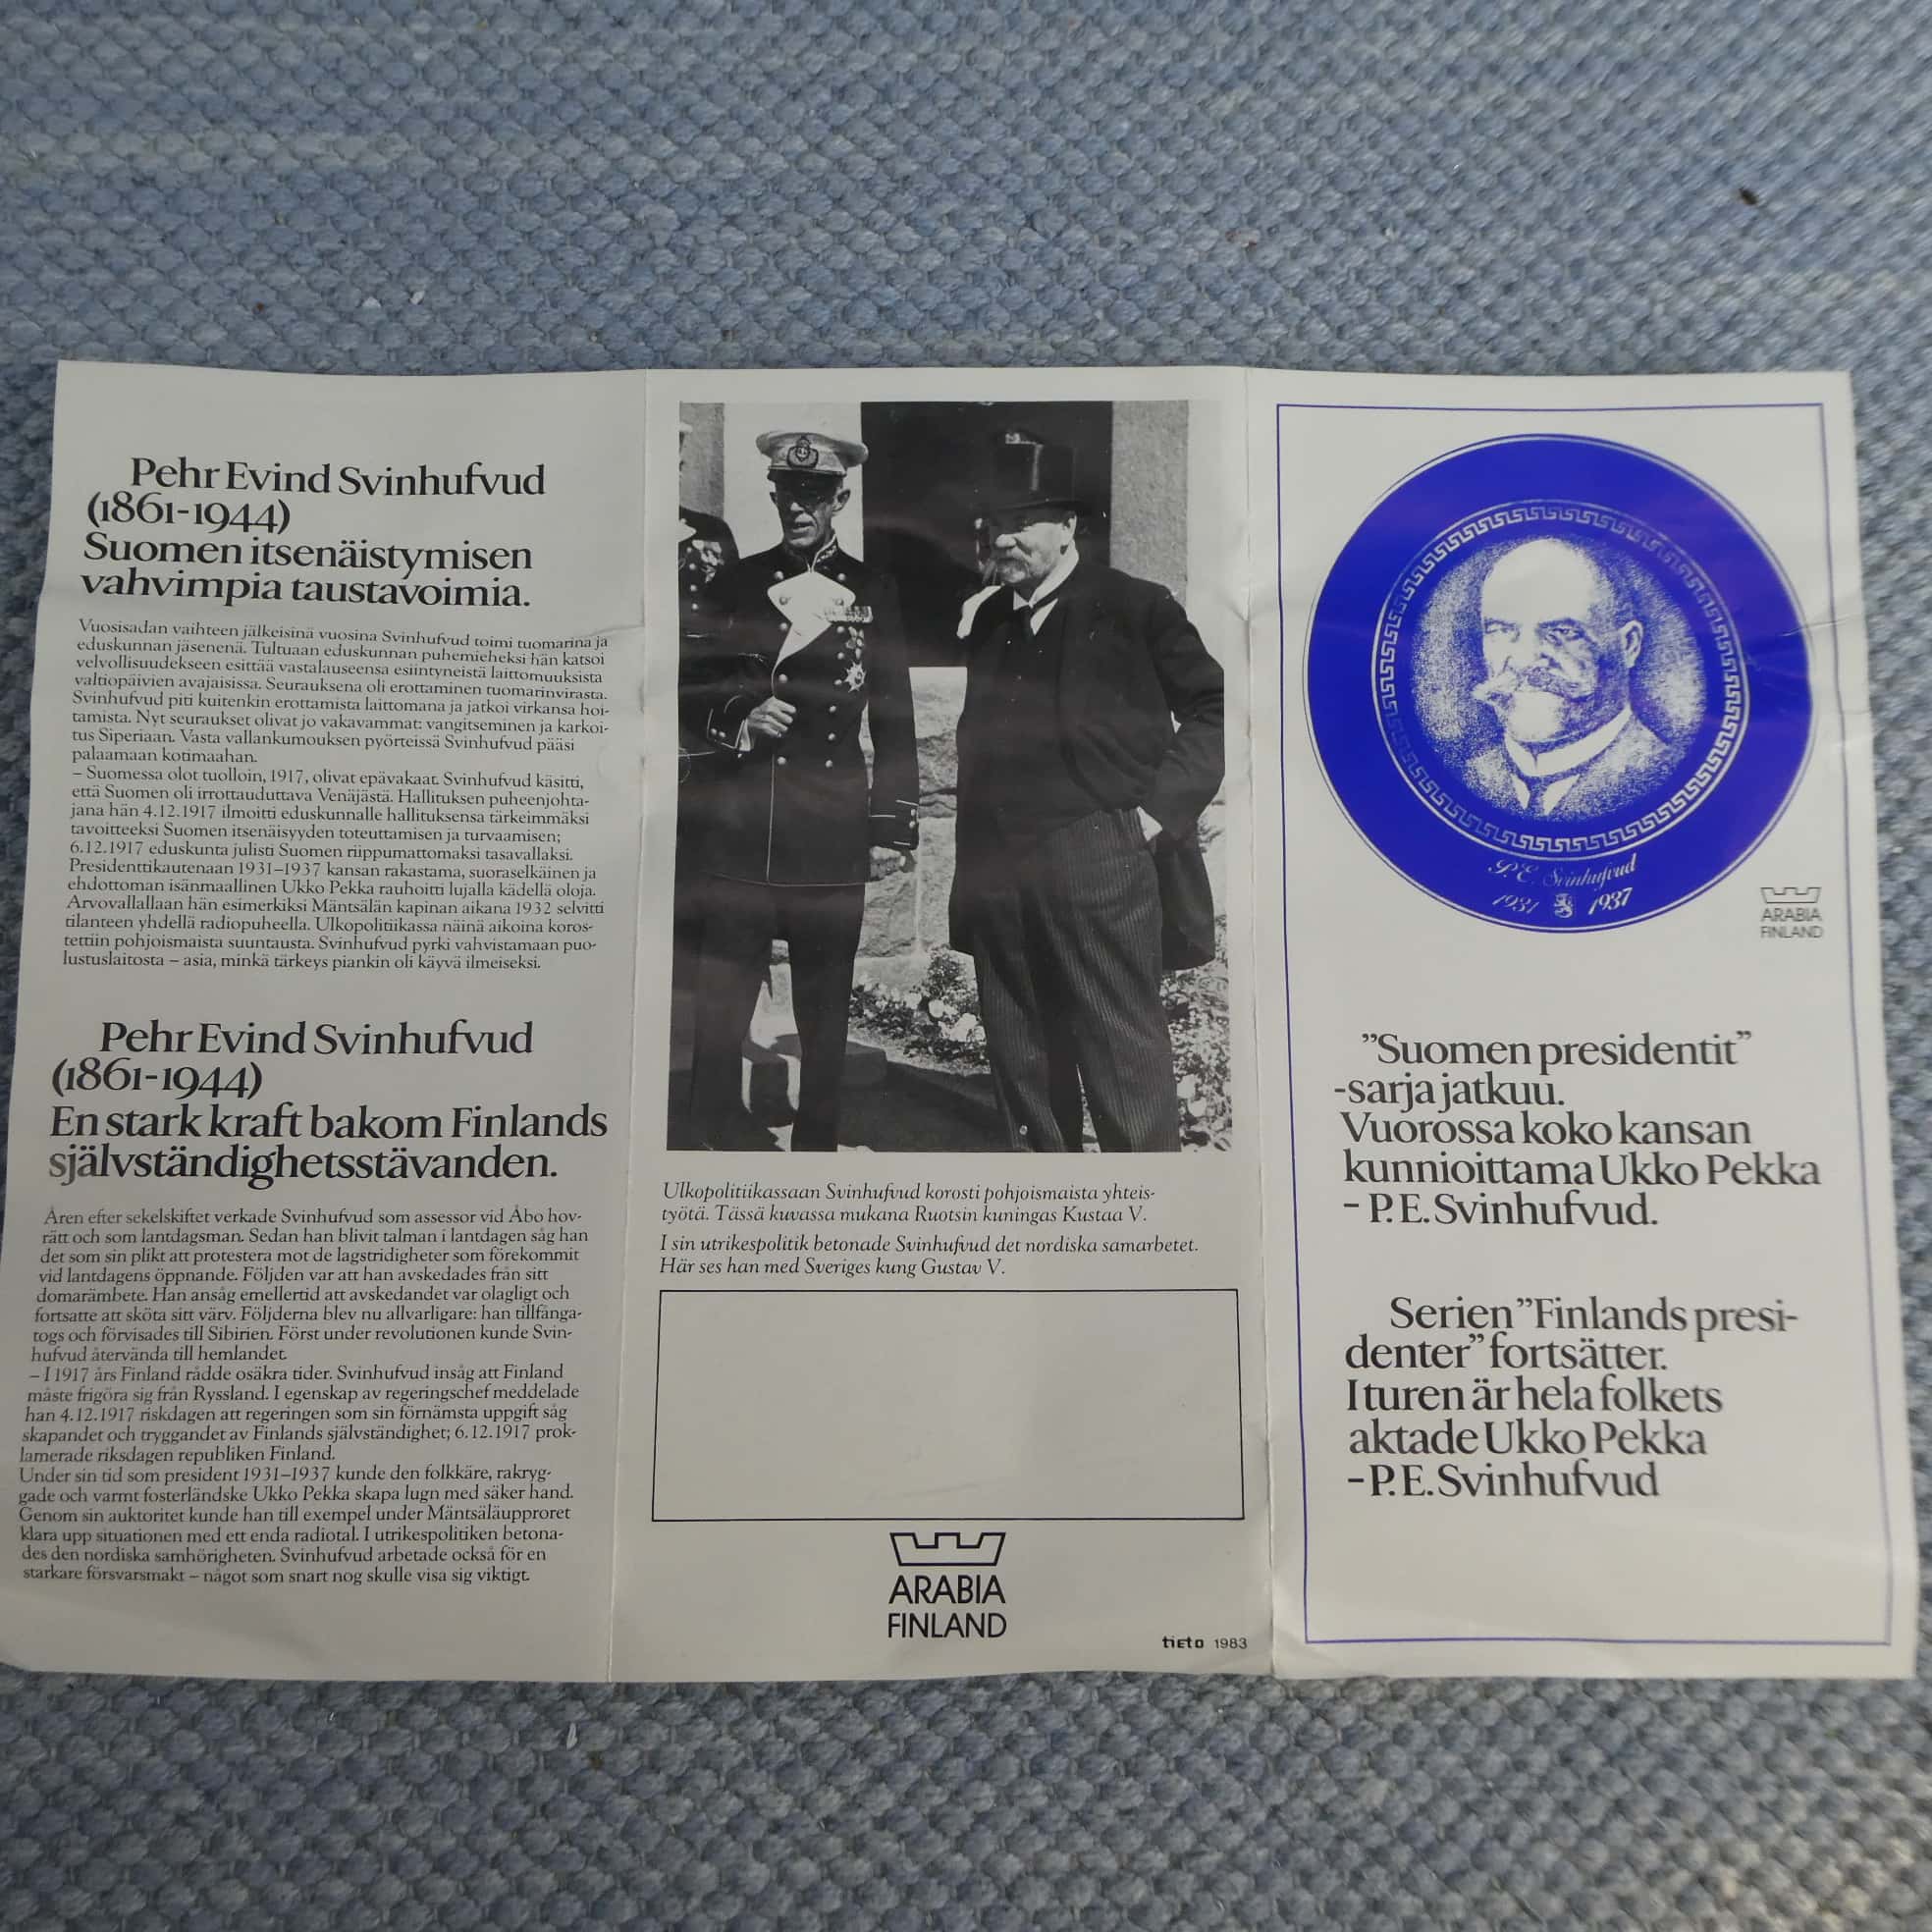 Pehr Evind Svinhufvud
(1861-1944)
Suomen itsenäistymisen
vahvimpia taustavoimia.
Vuosisadan vaihteen jälkeisinä vuosina Svinhufvud toimi tuomarina ja
eduskunnan jäsenenä. Tultuaan eduskunnan puhemieheksi hän katsoi
velvollisuudekseen esittää vastalauseensa esiintyneistä laittomuuksista
valtiopäivien avajaisissa. Seurauksena oli erottaminen tuomarinvirasta.
Svinhufvud piti kuitenkin erottamista laittomana ja jatkoi virkansa hoi-
tamista. Nyt seuraukset olivat jo vakavammat: vangitseminen ja karkoi-
tus Siperiaan. Vasta vallankumouksen pyörteissä Svinhufvud pääsi
palaamaan kotimaahan.
– Suomessa olot tuolloin, 1917, olivat epävakaat. Svinhufvud käsitti,
että Suomen oli irrottauduttava Venäjästä. Hallituksen puheenjohta-
jana hän 4.12.1917 ilmoitti eduskunnalle hallituksensa tärkeimmäksi
tavoitteeksi Suomen itsenäisyyden toteuttamisen ja turvaamisen;
6.12.1917 eduskunta julisti Suomen riippumattomaksi tasavallaksi.
Presidenttikautenaan 1931–1937 kansan rakastama, suoraselkäinen ja
ehdottoman isänmaallinen Ukko Pekka rauhoitti lujalla kädellä oloja.
Arvovallallaan hän esimerkiksi Mäntsälän kapinan aikana 1932 selvitti
tilanteen yhdellä radiopuheella. Ulkopolitiikassa näinä aikoina koros-
tettiin pohjoismaista suuntausta. Svinhufvud pyrki vahvistamaan puo-
lustuslaitosta – asia, minkä tärkeys piankin oli käyvä ilmeiseksi.
Pehr Evind Svinhufvud
(1861-1944)
En stark kraft bakom Finlands
självständighetsstävanden.
Åren efter sekelskiftet verkade Svinhufvud som assessor vid Åbo hov-
rätt och som lantdagsman. Sedan han blivit talman i lantdagen såg han
det som sin plikt att protestera mot de lagstridigheter som förekommit
vid lantdagens öppnande. Följden var att han avskedades från sitt
domarämbete. Han ansåg emellertid att avskedandet var olagligt och
fortsatte att sköta sitt värv. Följderna blev nu allvarligare: han tillfånga-
togs och förvisades till Sibirien. Först under revolutionen kunde Svin-
hufvud återvända till hemlandet.
– I 1917 års Finland rådde osäkra tider. Svinhufvud insåg att Finland
måste frigöra sig från Ryssland. I egenskap av regeringschef meddelade
han 4.12.1917 riskdagen att regeringen som sin förnämsta uppgift såg
skapandet och tryggandet av Finlands självständighet; 6.12.1917 prok-
lamerade riksdagen republiken Finland.
Under sin tid som president 1931–1937 kunde den folkkäre, rakryg-
gade och varmt fosterländske Ukko Pekka skapa lugn med säker hand.
Genom sin auktoritet kunde han till exempel under Mäntsäläupproret
klara upp situationen med ett enda radiotal. I utrikespolitiken betona-
des den nordiska samhörigheten. Svinhufvud arbetade också för en
starkare försvarsmakt – något som snart nog skulle visa sig viktigt.
Ulkopolitiikassaan Svinhufvud korosti pohjoismaista yhteis-
työtä. Tässä kuvassa mukana Ruotsin kuningas Kustaa V.
I sin utrikespolitik betonade Svinhufvud det nordiska samarbetet.
Här ses han med Sveriges kung Gustav V.
ARABIA
FINLAND
tieto 1983
P.E. Svinhufvud
1931 1937
ARABIA
FINLAND
”Suomen presidentit”
-sarja jatkuu.
Vuorossa koko kansan
kunnioittama Ukko Pekka
– P.E. Svinhufvud.
Serien ”Finlands presi-
denter” fortsätter.
I turen är hela folkets
aktade Ukko Pekka
– P.E. Svinhufvud